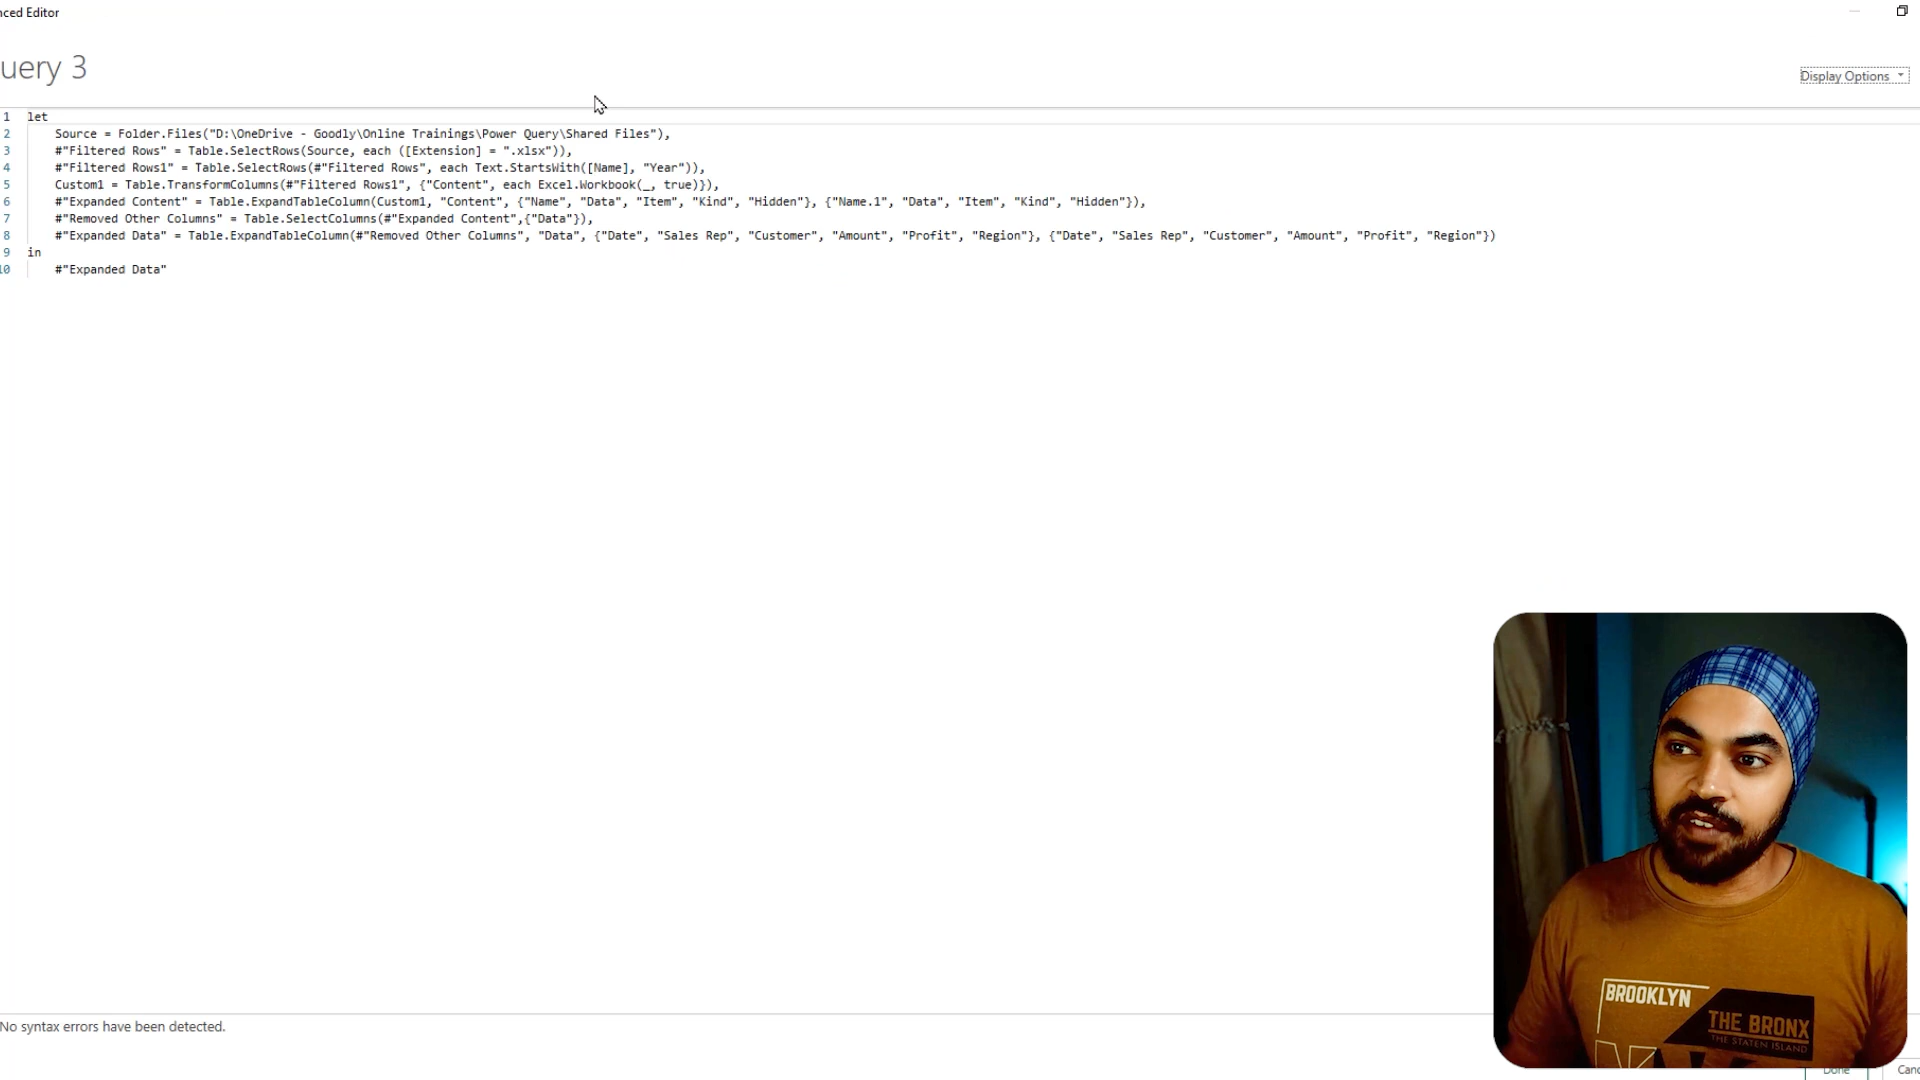 nced Editor
uery 3
Display Options
1 let
2 Source = Folder.Files("D:\OneDrive - Goodly\Online Trainings\Power Query\Shared Files"),
3 #"Filtered Rows" = Table.SelectRows(Source, each ([Extension] = ".xlsx")),
4 #"Filtered Rows1" = Table.SelectRows(#"Filtered Rows", each Text.StartsWith([Name], "Year")),
5 Custom1 = Table.TransformColumns(#"Filtered Rows1", {"Content", each Excel.Workbook(_, true)}),
6 #"Expanded Content" = Table.ExpandTableColumn(Custom1, "Content", {"Name", "Data", "Item", "Kind", "Hidden"}, {"Name.1", "Data", "Item", "Kind", "Hidden"}),
7 #"Removed Other Columns" = Table.SelectColumns(#"Expanded Content",{"Data"}),
8 #"Expanded Data" = Table.ExpandTableColumn(#"Removed Other Columns", "Data", {"Date", "Sales Rep", "Customer", "Amount", "Profit", "Region"}, {"Date", "Sales Rep", "Customer", "Amount", "Profit", "Region"})
9 in
10 #"Expanded Data"
No syntax errors have been detected.
BROOKLYN
THE BRONX
THE STATEN ISLAND
Done
Canc